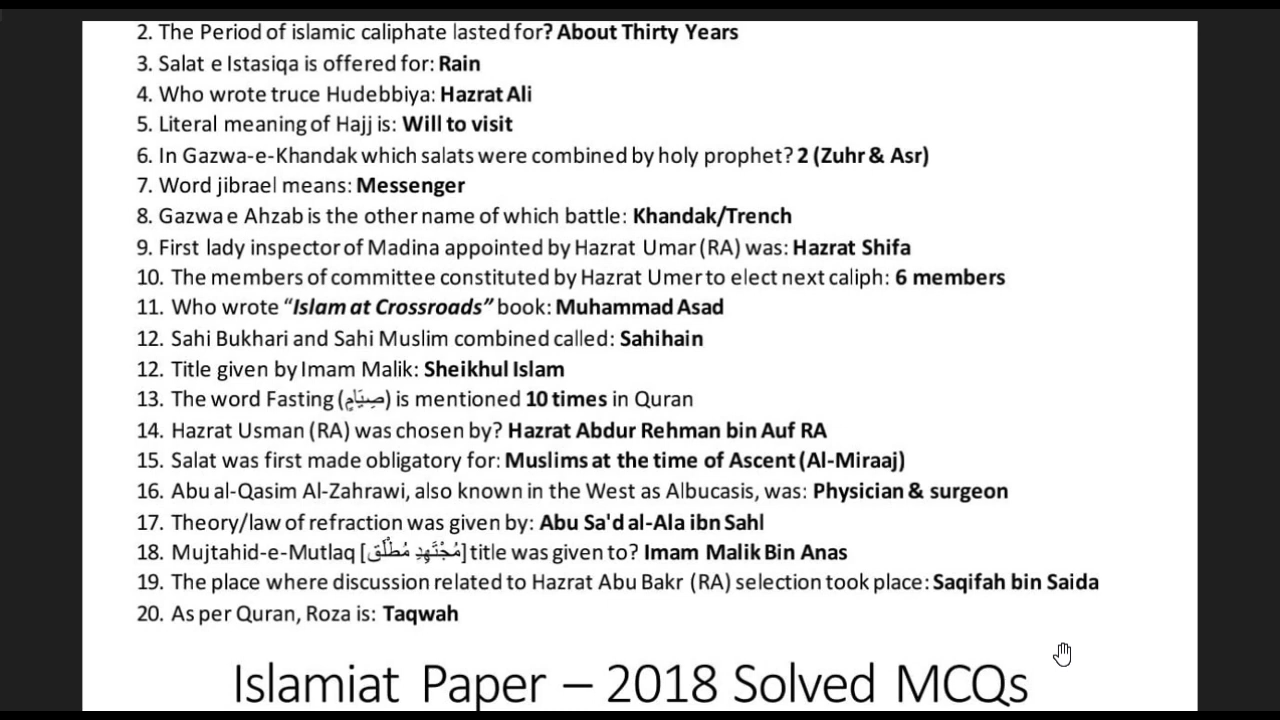 2. The Period of islamic caliphate lasted for? About Thirty Years
3. Salat e Istasiqa is offered for: Rain
4. Who wrote truce Hudebbiya: Hazrat Ali
5. Literal meaning of Hajj is: Will to visit
6. In Gazwa-e-Khandak which salats were combined by holy prophet? 2 (Zuhr & Asr)
7. Word jibrael means: Messenger
8. Gazwa e Ahzab is the other name of which battle: Khandak/Trench
9. First lady inspector of Madina appointed by Hazrat Umar (RA) was: Hazrat Shifa
10. The members of committee constituted by Hazrat Umer to elect next caliph: 6 members
11. Who wrote “Islam at Crossroads” book: Muhammad Asad
12. Sahi Bukhari and Sahi Muslim combined called: Sahihain
12. Title given by Imam Malik: Sheikhul Islam
13. The word Fasting (صِيَامٍ) is mentioned 10 times in Quran
14. Hazrat Usman (RA) was chosen by? Hazrat Abdur Rehman bin Auf RA
15. Salat was first made obligatory for: Muslims at the time of Ascent (Al-Miraaj)
16. Abu al-Qasim Al-Zahrawi, also known in the West as Albucasis, was: Physician & surgeon
17. Theory/law of refraction was given by: Abu Sa'd al-Ala ibn Sahl
18. Mujtahid-e-Mutlaq [مُجْتَهِدِ مُطْلَق] title was given to? Imam Malik Bin Anas
19. The place where discussion related to Hazrat Abu Bakr (RA) selection took place: Saqifah bin Saida
20. As per Quran, Roza is: Taqwah
Islamiat Paper – 2018 Solved MCQs